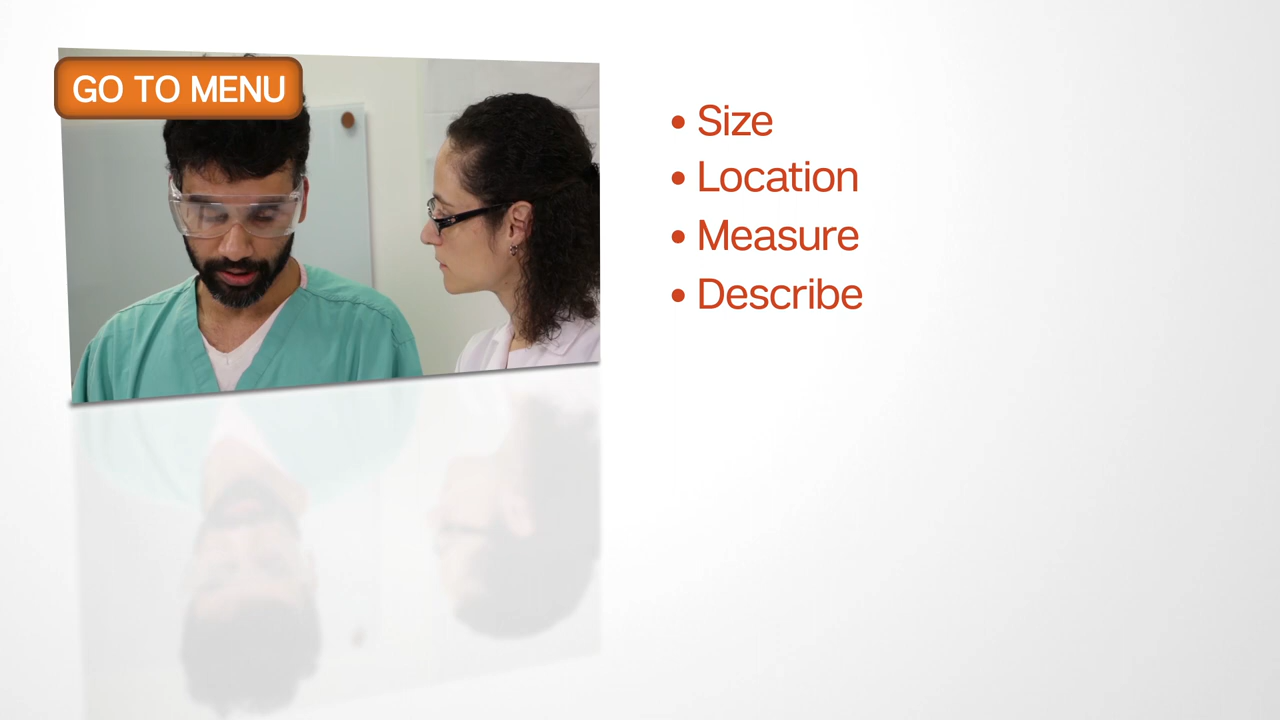 GO TO MENU
• Size
• Location
• Measure
• Describe